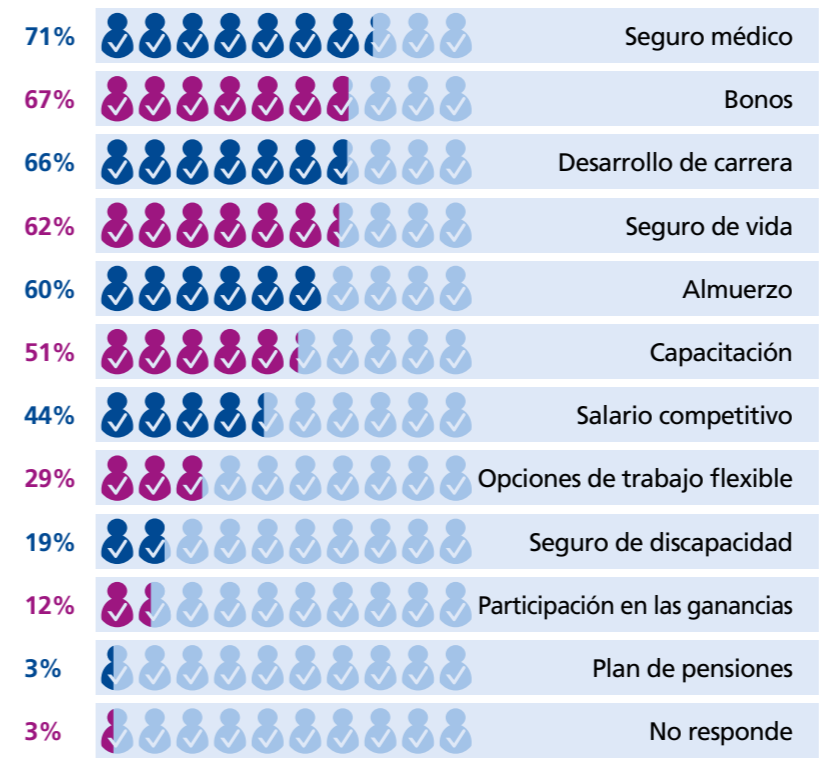 71% Seguro médico
67% Bonos
66% Desarrollo de carrera
62% Seguro de vida
60% Almuerzo
51% Capacitación
44% Salario competitivo
29% Opciones de trabajo flexible
19% Seguro de discapacidad
12% Participación en las ganancias
3% Plan de pensiones
3% No responde